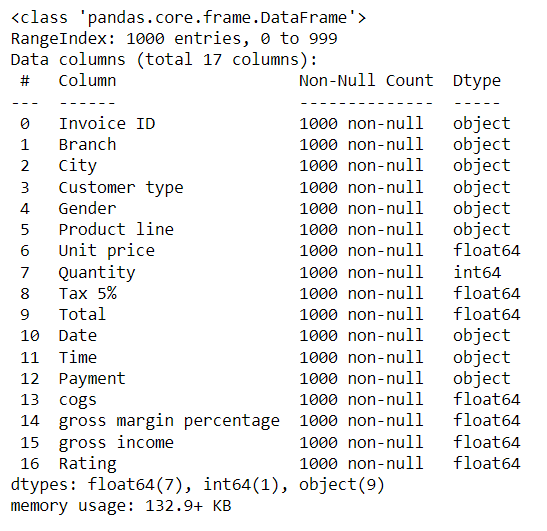 <class 'pandas.core.frame.DataFrame'>
RangeIndex: 1000 entries, 0 to 999
Data columns (total 17 columns):
 #   Column                   Non-Null Count  Dtype
---  ------                   --------------  -----
 0   Invoice ID               1000 non-null   object
 1   Branch                   1000 non-null   object
 2   City                     1000 non-null   object
 3   Customer type            1000 non-null   object
 4   Gender                   1000 non-null   object
 5   Product line             1000 non-null   object
 6   Unit price               1000 non-null   float64
 7   Quantity                 1000 non-null   int64
 8   Tax 5%                   1000 non-null   float64
 9   Total                    1000 non-null   float64
 10  Date                     1000 non-null   object
 11  Time                     1000 non-null   object
 12  Payment                  1000 non-null   object
 13  cogs                     1000 non-null   float64
 14  gross margin percentage  1000 non-null   float64
 15  gross income             1000 non-null   float64
 16  Rating                   1000 non-null   float64
dtypes: float64(7), int64(1), object(9)
memory usage: 132.9+ KB